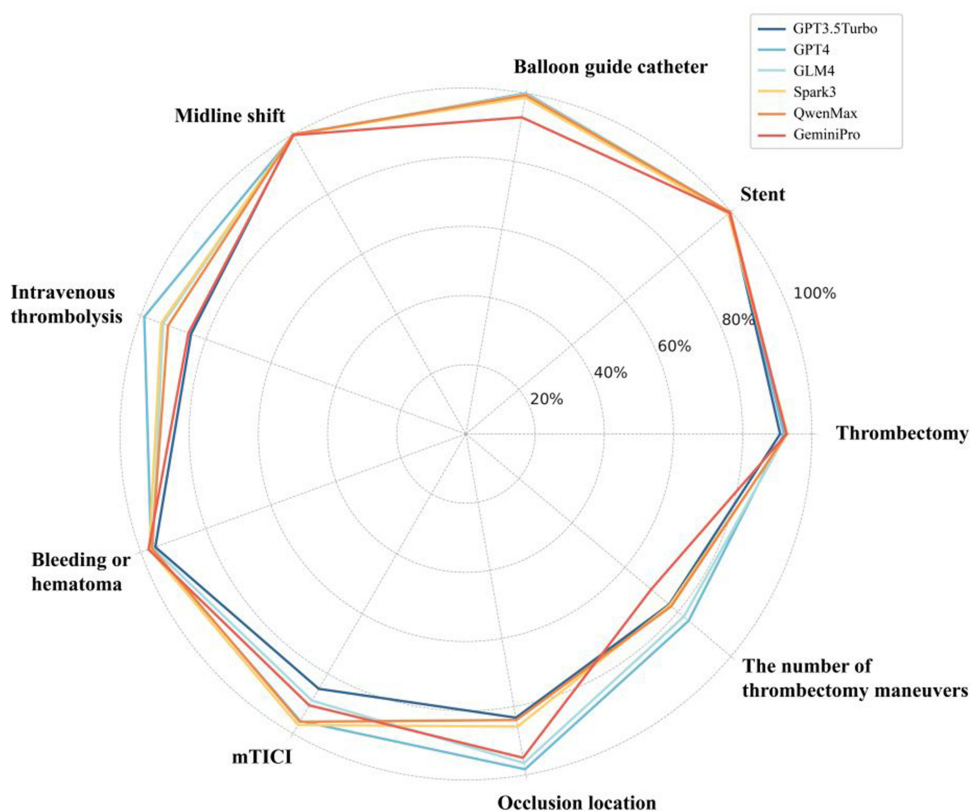 GPT3.5Turbo
GPT4
GLM4
Spark3
QwenMax
GeminiPro
Balloon guide catheter
Midline shift
Stent
Intravenous
thrombolysis
100%
80%
60%
40%
20%
Thrombectomy
Bleeding or
hematoma
The number of
thrombectomy maneuvers
mTICI
Occlusion location